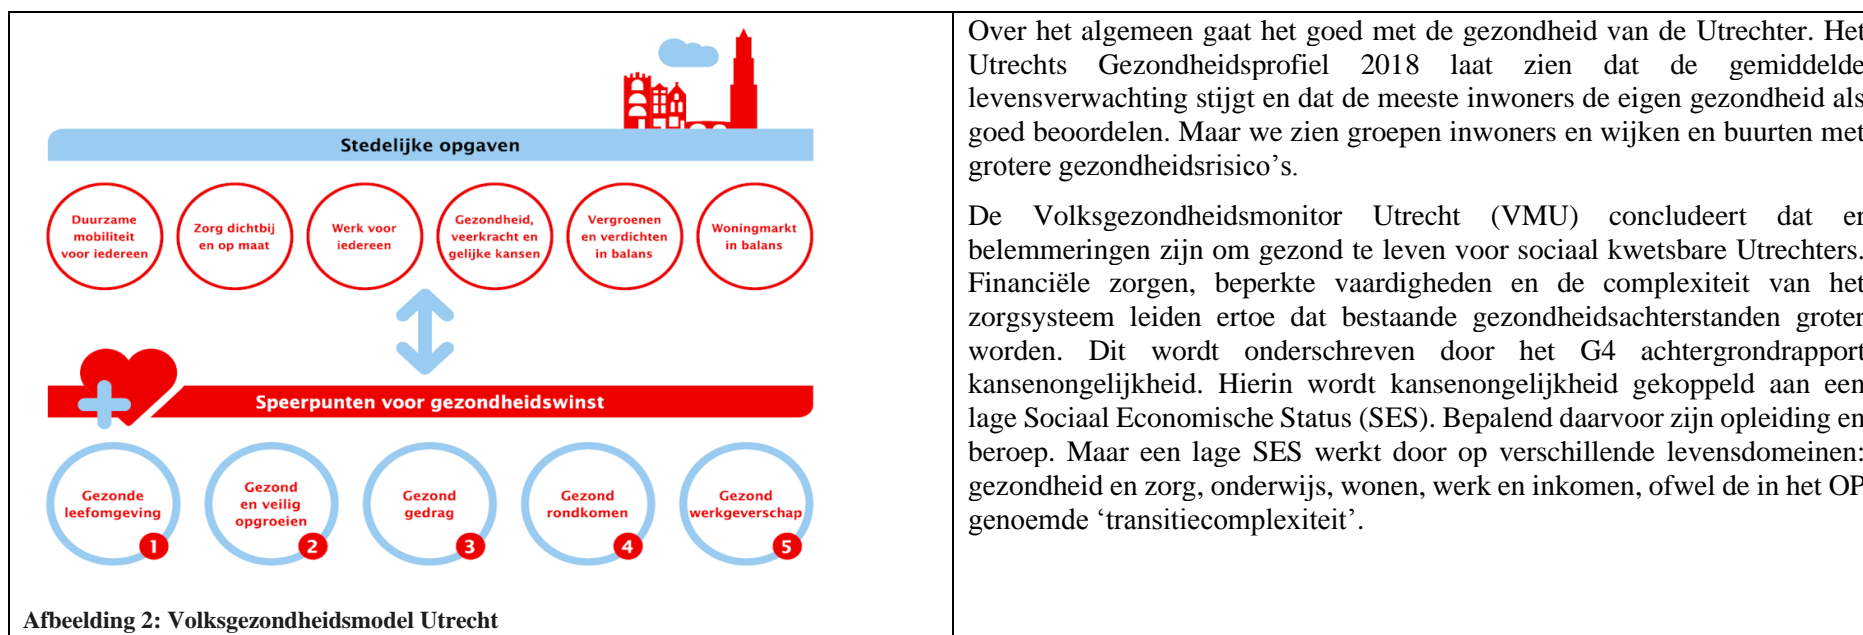 Stedelijke opgaven
Duurzame
mobiliteit
voor iedereen
Zorg dichtbij
en op maat
Werk voor
iedereen
Gezondheid,
veerkracht en
gelijke kansen
Vergroenen
en verdichten
in balans
Woningmarkt
in balans
Speerpunten voor gezondheidswinst
Gezonde
leefomgeving
1
Gezond
en veilig
opgroeien
2
Gezond
gedrag
3
Gezond
rondkomen
4
Gezond
werkgeverschap
5
Afbeelding 2: Volksgezondheidsmodel Utrecht
Over het algemeen gaat het goed met de gezondheid van de Utrechter. Het
Utrechts Gezondheidsprofiel 2018 laat zien dat de gemiddelde
levensverwachting stijgt en dat de meeste inwoners de eigen gezondheid als
goed beoordelen. Maar we zien groepen inwoners en wijken en buurten met
grotere gezondheidsrisico’s.
De Volksgezondheidsmonitor Utrecht (VMU) concludeert dat er
belemmeringen zijn om gezond te leven voor sociaal kwetsbare Utrechters.
Financiële zorgen, beperkte vaardigheden en de complexiteit van het
zorgsysteem leiden ertoe dat bestaande gezondheidsachterstanden groter
worden. Dit wordt onderschreven door het G4 achtergrondrapport
kansenongelijkheid. Hierin wordt kansenongelijkheid gekoppeld aan een
lage Sociaal Economische Status (SES). Bepalend daarvoor zijn opleiding en
beroep. Maar een lage SES werkt door op verschillende levensdomeinen:
gezondheid en zorg, onderwijs, wonen, werk en inkomen, ofwel de in het OP
genoemde ‘transitiecomplexiteit’.